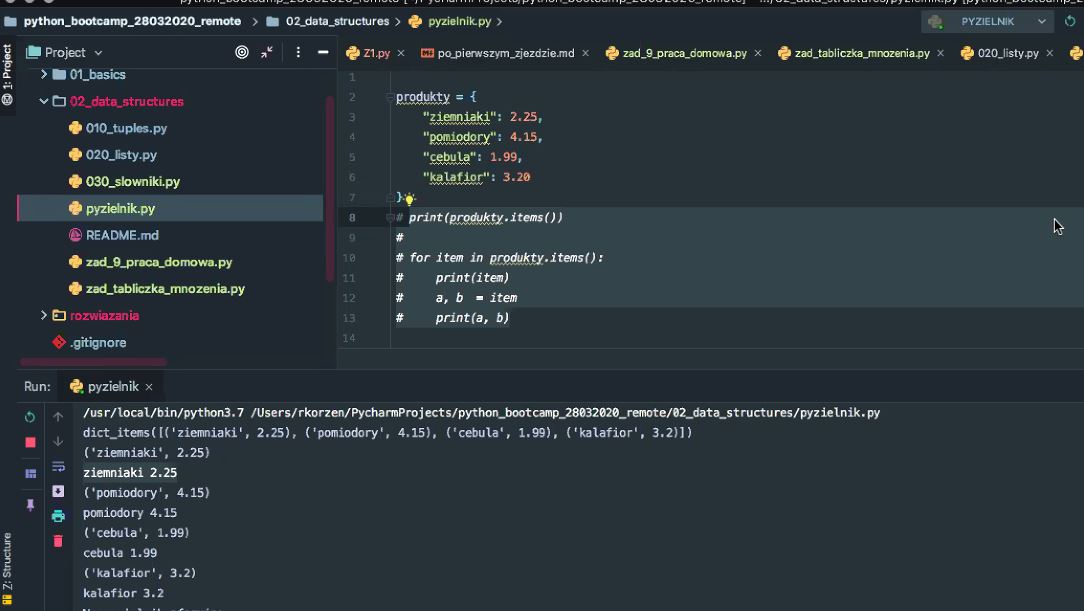 python_bootcamp_28032020_remote 02_data_structures pyzielnik.py PYZIELNIK
1: Project
Project
Z1.py po_pierwszym_zjezdzie.md zad_9_praca_domowa.py zad_tabliczka_mnozenia.py 020_listy.py
01_basics
02_data_structures
010_tuples.py
020_listy.py
030_slowniki.py
pyzielnik.py
README.md
zad_9_praca_domowa.py
zad_tabliczka_mnozenia.py
rozwiazania
.gitignore
1
2 produkty = {
3 "ziemniaki": 2.25,
4 "pomiodory": 4.15,
5 "cebula": 1.99,
6 "kalafior": 3.20
7 }
8 # print(produkty.items())
9 #
10 # for item in produkty.items():
11 #     print(item)
12 #     a, b  = item
13 #     print(a, b)
14
Run: pyzielnik
/usr/local/bin/python3.7 /Users/rkorzen/PycharmProjects/python_bootcamp_28032020_remote/02_data_structures/pyzielnik.py
dict_items([('ziemniaki', 2.25), ('pomiodory', 4.15), ('cebula', 1.99), ('kalafior', 3.2)])
('ziemniaki', 2.25)
ziemniaki 2.25
('pomiodory', 4.15)
pomiodory 4.15
('cebula', 1.99)
cebula 1.99
('kalafior', 3.2)
kalafior 3.2
Z: Structure